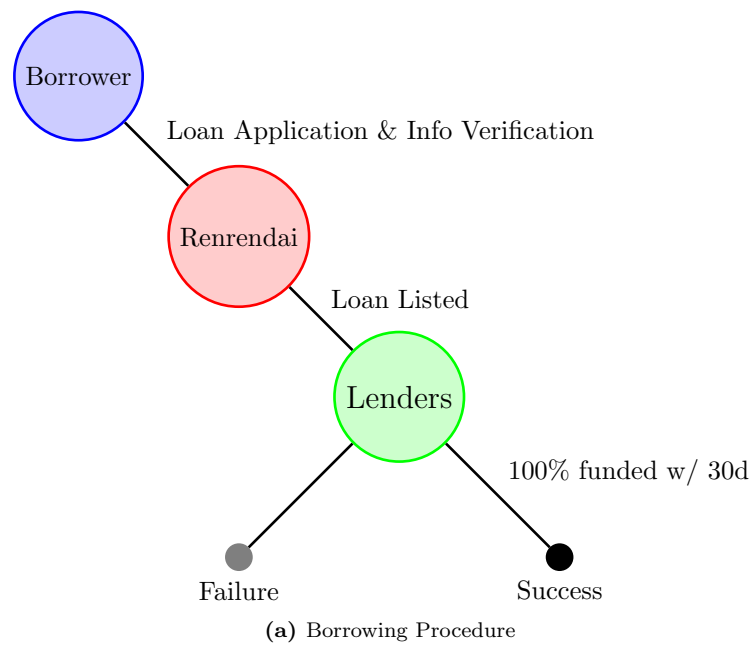 Borrower
Loan Application & Info Verification
Renrendai
Loan Listed
Lenders
100% funded w/ 30d
Failure
Success
(a) Borrowing Procedure